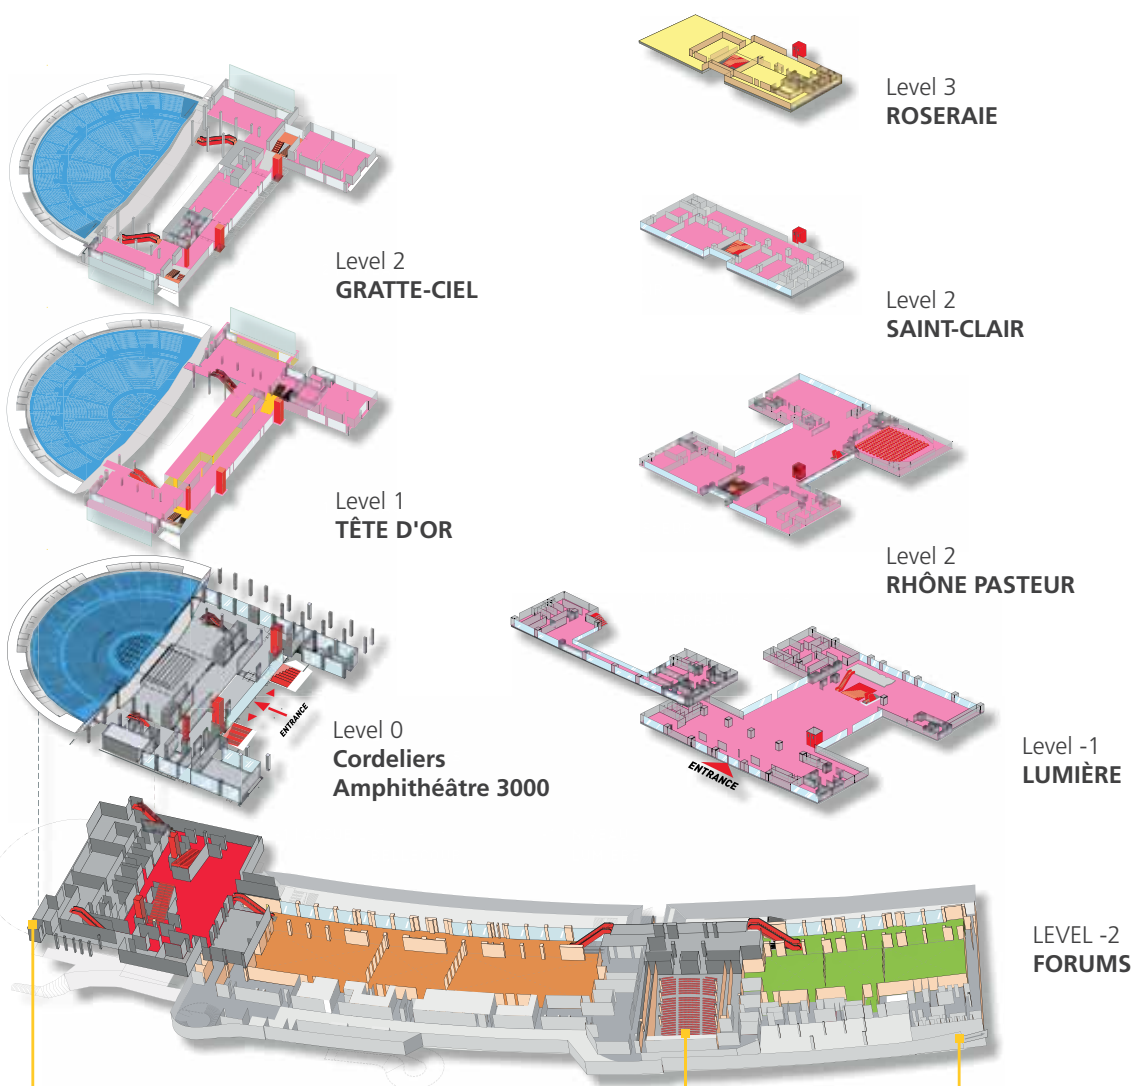 Level 3
ROSERAIE
Level 2
GRATTE-CIEL
Level 2
SAINT-CLAIR
Level 1
TÊTE D'OR
Level 2
RHÔNE PASTEUR
ENTRANCE
Level 0
Cordeliers
Amphithéâtre 3000
ENTRANCE
Level -1
LUMIÈRE
LEVEL -2
FORUMS